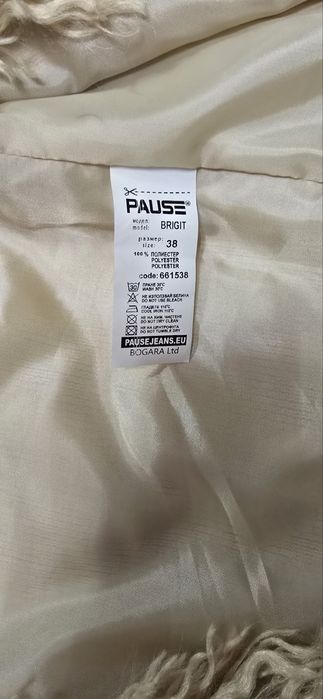 PAUSE®
модел:
model: BRIGIT
размер:
size: 38
100 % ПОЛИЕСТЕР
POLYESTER
POLYESTER
code: 661538
ПРАНЕ 30°C
WASH 30°C
НЕ ИЗПОЛЗВАЙ БЕЛИНА
DO NOT USE BLEACH
ГЛАДЕТЕ 110°C
COOL IRON 110°C
НЕ НА ХИМ. ЧИСТЕНЕ
DO NOT DRY CLEAN
НЕ НА ЦЕНТРОФУГА
DO NOT TUMBLE DRY
PAUSEJEANS.EU
BOGARA Ltd